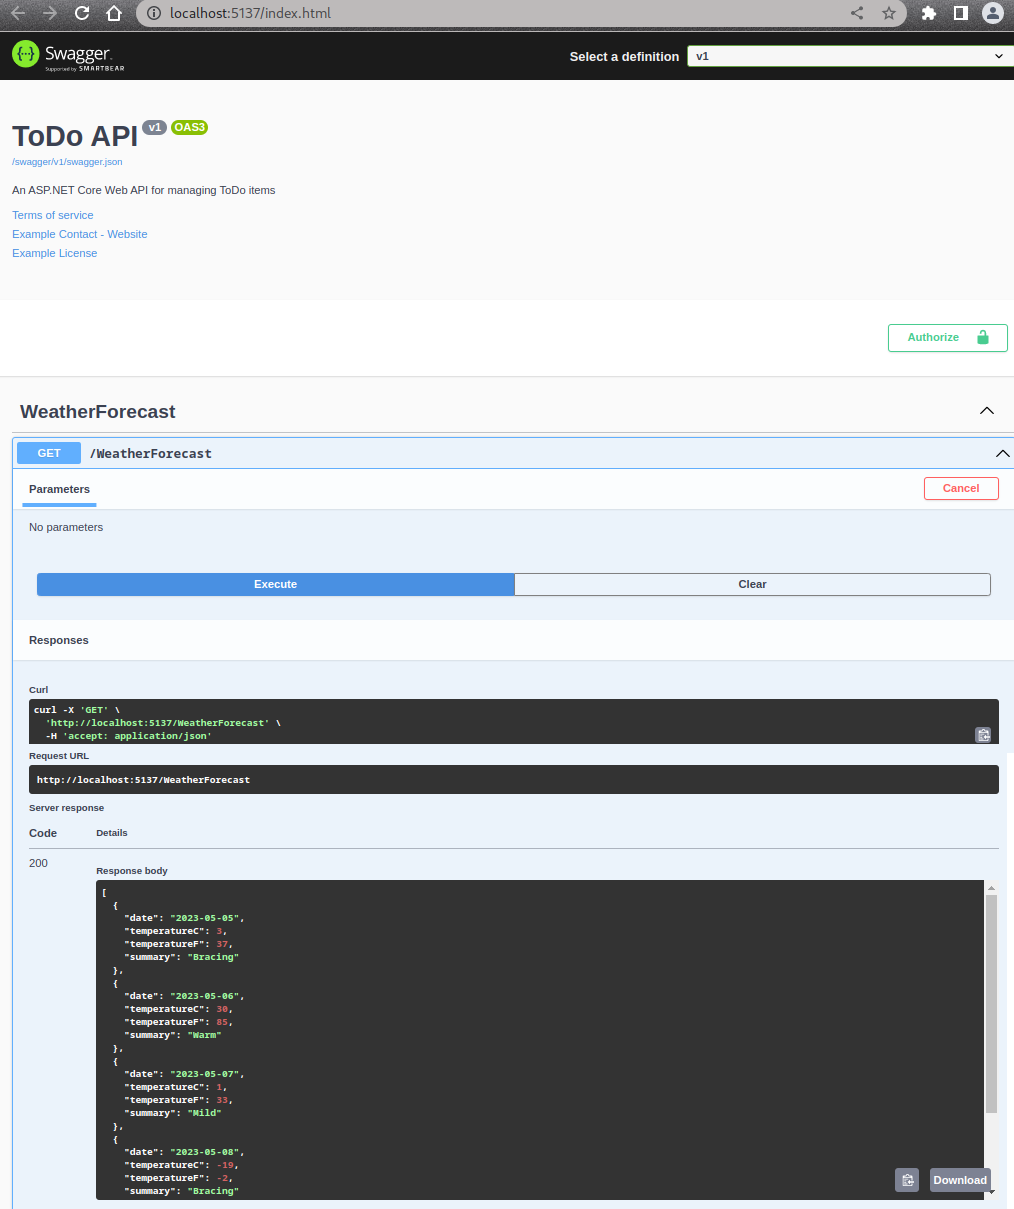 localhost:5137/index.html
Swagger
Supported by SMARTBEAR
Select a definition v1
ToDo API v1 OAS3
/swagger/v1/swagger.json
An ASP.NET Core Web API for managing ToDo items
Terms of service
Example Contact - Website
Example License
Authorize
WeatherForecast
GET /WeatherForecast
Parameters Cancel
No parameters
Execute Clear
Responses
Curl
curl -X 'GET' \
'http://localhost:5137/WeatherForecast' \
-H 'accept: application/json'
Request URL
http://localhost:5137/WeatherForecast
Server response
Code Details
200
Response body
[
{
"date": "2023-05-05",
"temperatureC": 3,
"temperatureF": 37,
"summary": "Bracing"
},
{
"date": "2023-05-06",
"temperatureC": 30,
"temperatureF": 85,
"summary": "Warm"
},
{
"date": "2023-05-07",
"temperatureC": 1,
"temperatureF": 33,
"summary": "Mild"
},
{
"date": "2023-05-08",
"temperatureC": -19,
"temperatureF": -2,
"summary": "Bracing"
Download